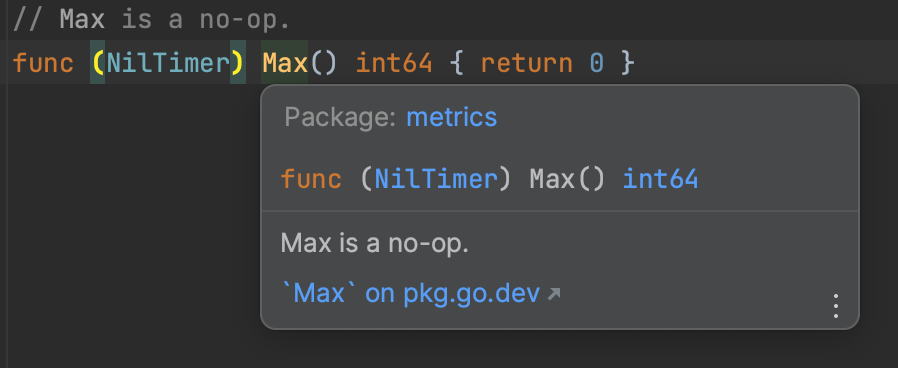 // Max is a no-op.
func (NilTimer) Max() int64 { return 0 }
Package: metrics
func (NilTimer) Max() int64
Max is a no-op.
`Max` on pkg.go.dev ↗